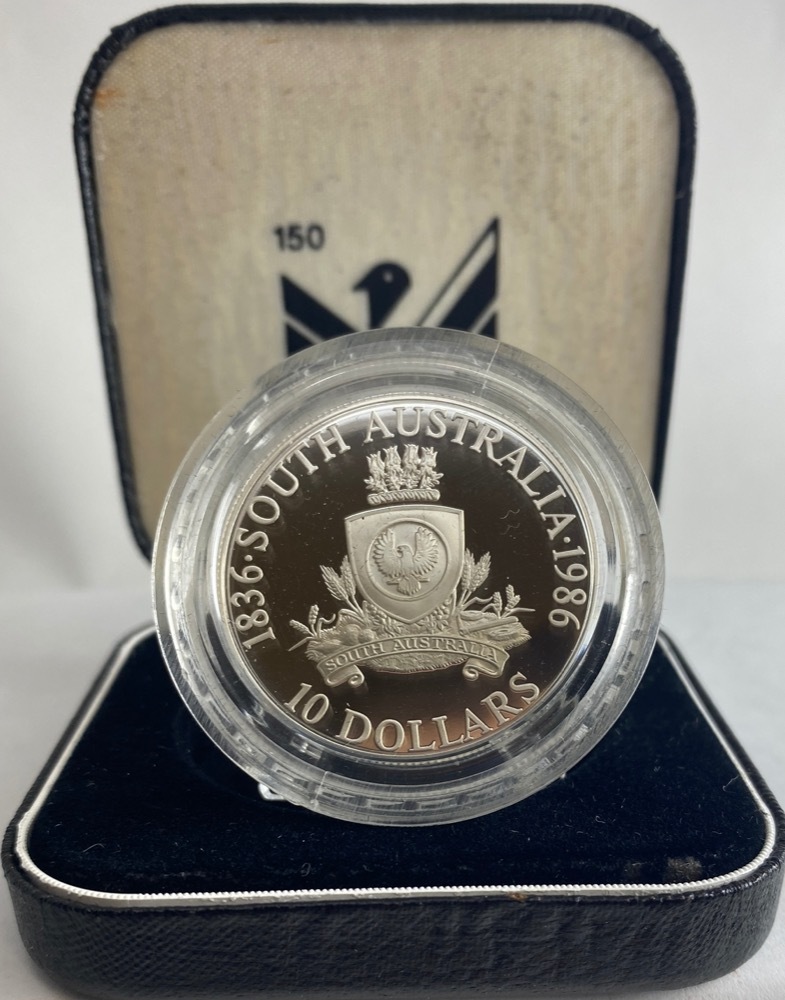 150
1836·SOUTH AUSTRALIA·1986
SOUTH AUSTRALIA
10 DOLLARS